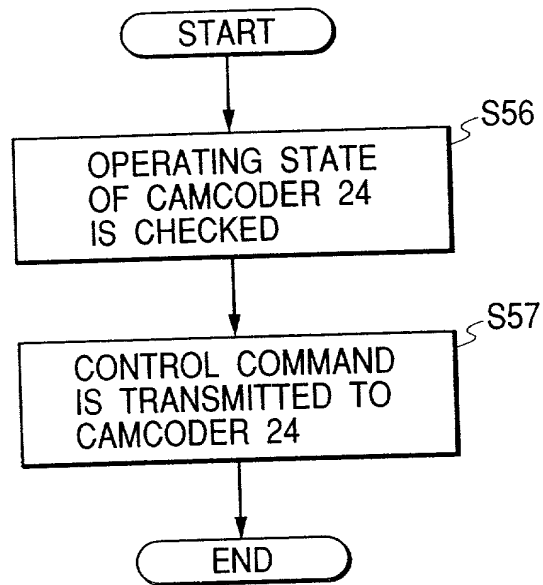 START
S56
OPERATING STATE
OF CAMCODER 24
IS CHECKED
S57
CONTROL COMMAND
IS TRANSMITTED TO
CAMCODER 24
END